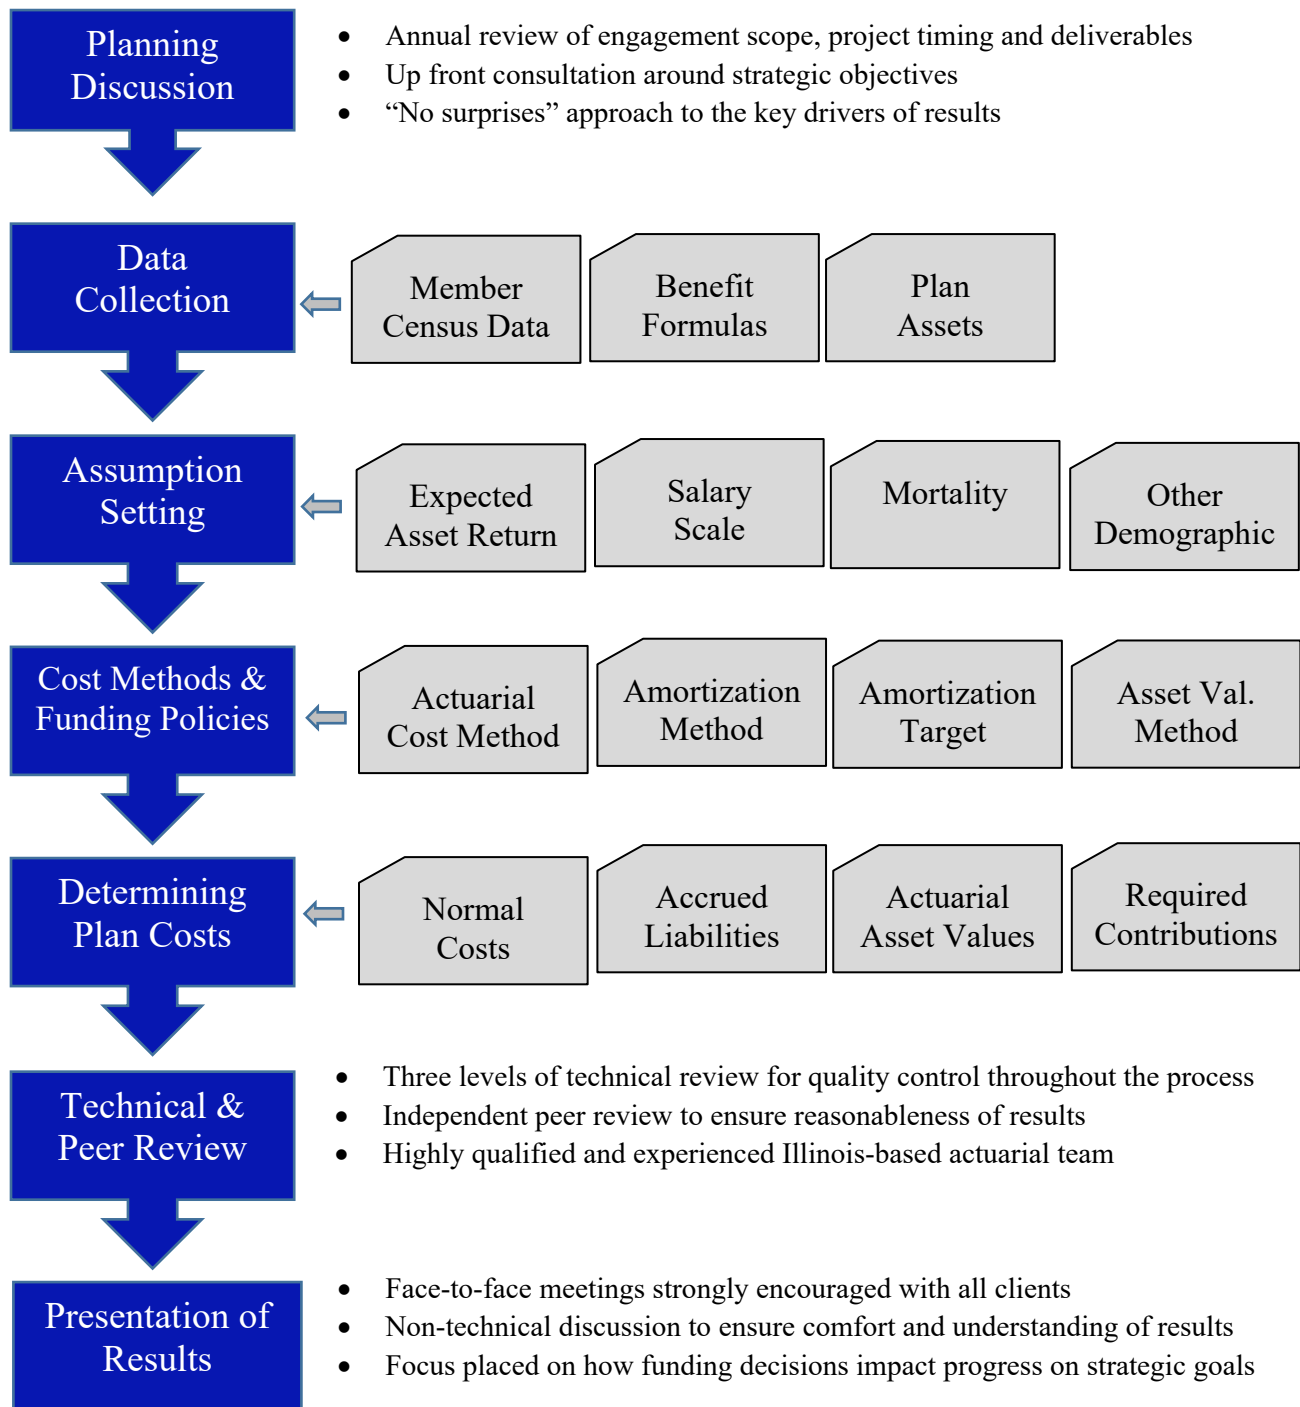 Planning
Discussion
• Annual review of engagement scope, project timing and deliverables
• Up front consultation around strategic objectives
• “No surprises” approach to the key drivers of results
Data
Collection
Member
Census Data
Benefit
Formulas
Plan
Assets
Assumption
Setting
Expected
Asset Return
Salary
Scale
Mortality
Other
Demographic
Cost Methods &
Funding Policies
Actuarial
Cost Method
Amortization
Method
Amortization
Target
Asset Val.
Method
Determining
Plan Costs
Normal
Costs
Accrued
Liabilities
Actuarial
Asset Values
Required
Contributions
Technical &
Peer Review
• Three levels of technical review for quality control throughout the process
• Independent peer review to ensure reasonableness of results
• Highly qualified and experienced Illinois-based actuarial team
Presentation of
Results
• Face-to-face meetings strongly encouraged with all clients
• Non-technical discussion to ensure comfort and understanding of results
• Focus placed on how funding decisions impact progress on strategic goals